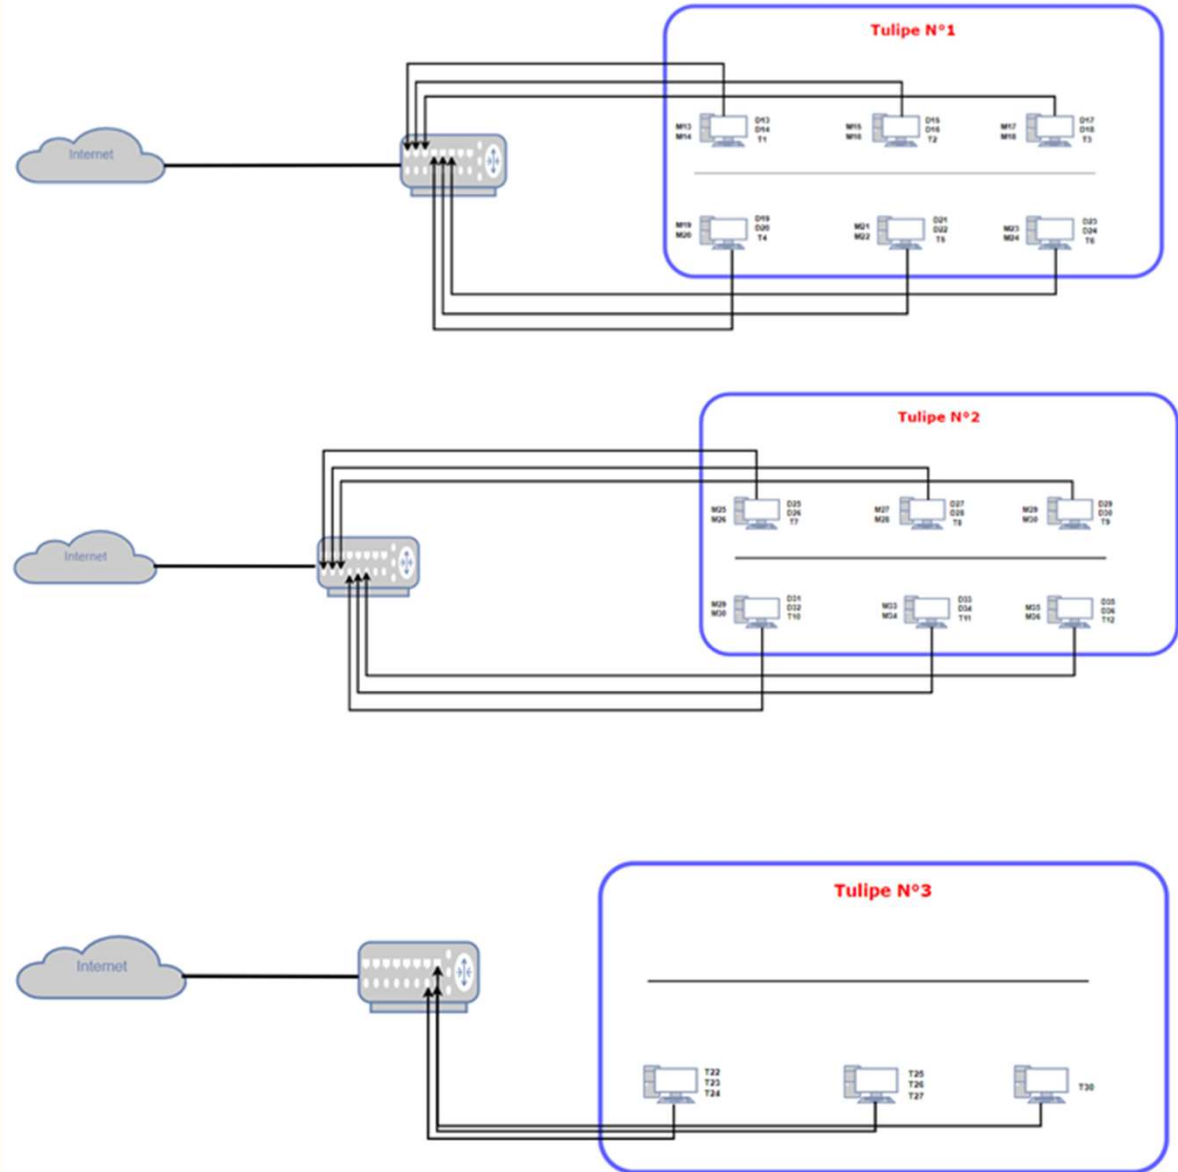 Tulipe N°1
Internet
M13
M14
D13
D14
T1
M15
M16
D15
D16
T2
M17
M18
D17
D18
T3
M19
M20
D19
D20
T4
M21
M22
D21
D22
T5
M23
M24
D23
D24
T6
Tulipe N°2
Internet
M25
M26
D25
D26
T7
M27
M28
D27
D28
T8
M29
M30
D29
D30
T9
M29
M30
D31
D32
T10
M33
M34
D33
D34
T11
M35
M36
D35
D36
T12
Tulipe N°3
Internet
T22
T23
T24
T25
T26
T27
T30